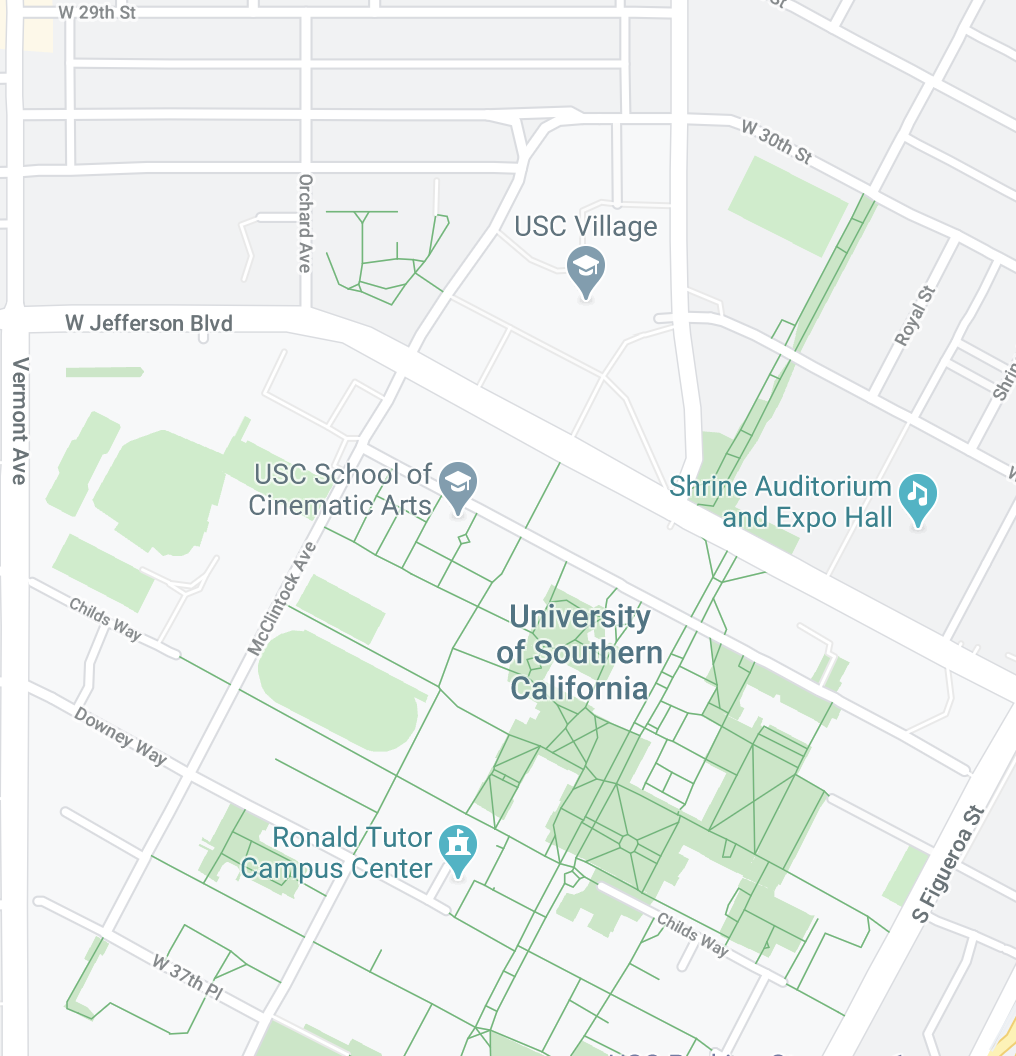 St
W 29th St
W 30th St
Orchard Ave
USC Village
Royal St
W Jefferson Blvd
Vermont Ave
USC School of
Cinematic Arts
Shrine Auditorium
and Expo Hall
McClintock Ave
Childs Way
University
of Southern
California
Downey Way
Ronald Tutor
Campus Center
S Figueroa St
Childs Way
W 37th Pl